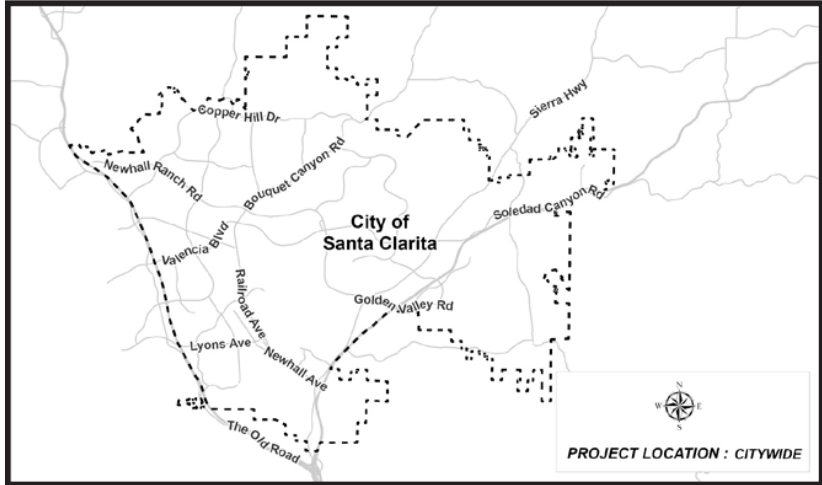 Sierra Hwy
Copper Hill Dr
Bouquet Canyon Rd
Newhall Ranch Rd
Soledad Canyon Rd
City of
Santa Clarita
Valencia Blvd
Railroad Ave
Golden Valley Rd
Lyons Ave
Newhall Ave
The Old Road
N
W E
S
PROJECT LOCATION : CITYWIDE